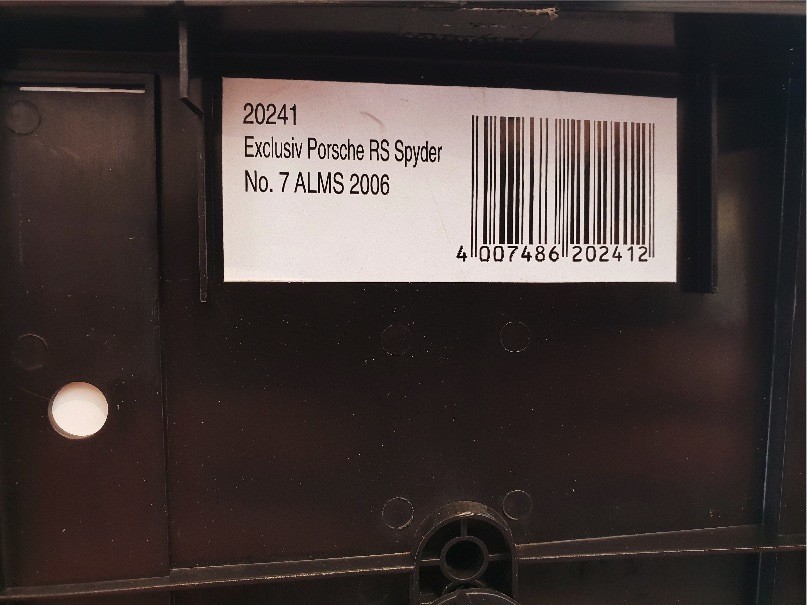 20241
Exclusiv Porsche RS Spyder
No. 7 ALMS 2006
4 007486 202412